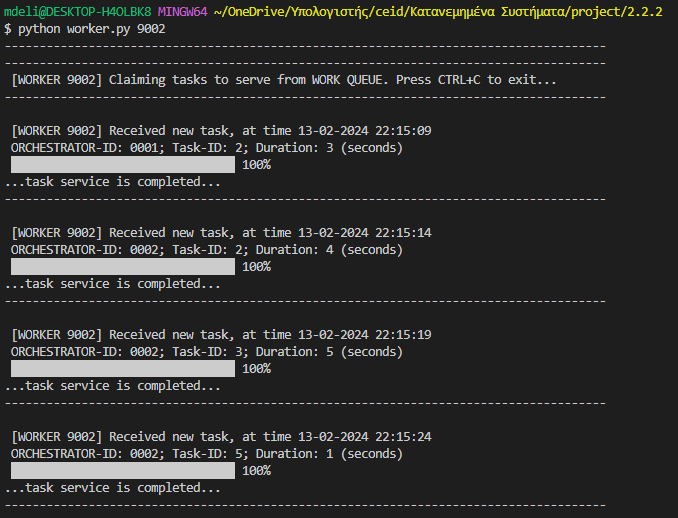 mdeli@DESKTOP-H4OLBK8 MINGW64 ~/OneDrive/Υπολογιστής/ceid/Κατανεμημένα Συστήματα/project/2.2.2
$ python worker.py 9002
--------------------------------------------------------------------------------------
--------------------------------------------------------------------------------------
[WORKER 9002] Claiming tasks to serve from WORK QUEUE. Press CTRL+C to exit...
--------------------------------------------------------------------------------------
[WORKER 9002] Received new task, at time 13-02-2024 22:15:09
ORCHESTRATOR-ID: 0001; Task-ID: 2; Duration: 3 (seconds)
100%
...task service is completed...
--------------------------------------------------------------------------------------
[WORKER 9002] Received new task, at time 13-02-2024 22:15:14
ORCHESTRATOR-ID: 0002; Task-ID: 2; Duration: 4 (seconds)
100%
...task service is completed...
--------------------------------------------------------------------------------------
[WORKER 9002] Received new task, at time 13-02-2024 22:15:19
ORCHESTRATOR-ID: 0002; Task-ID: 3; Duration: 5 (seconds)
100%
...task service is completed...
--------------------------------------------------------------------------------------
[WORKER 9002] Received new task, at time 13-02-2024 22:15:24
ORCHESTRATOR-ID: 0002; Task-ID: 5; Duration: 1 (seconds)
100%
...task service is completed...
--------------------------------------------------------------------------------------